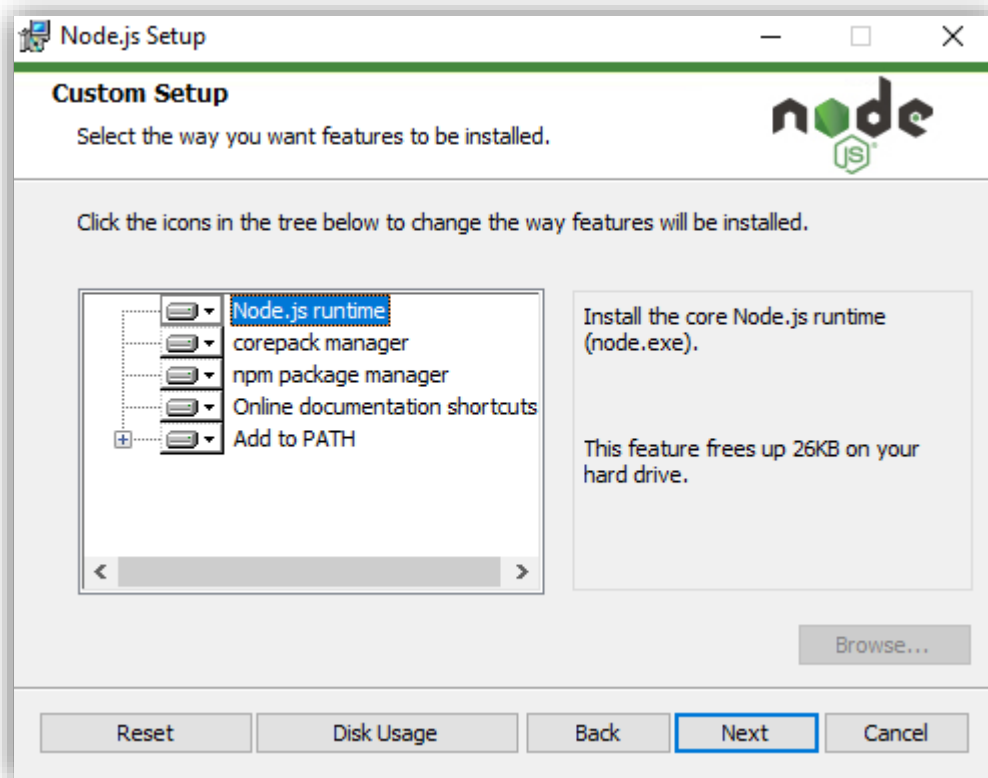 Node.js Setup
Custom Setup
Select the way you want features to be installed.
node
JS
Click the icons in the tree below to change the way features will be installed.
Node.js runtime
corepack manager
npm package manager
Online documentation shortcuts
Add to PATH
Install the core Node.js runtime
(node.exe).
This feature frees up 26KB on your
hard drive.
Browse...
Reset
Disk Usage
Back
Next
Cancel